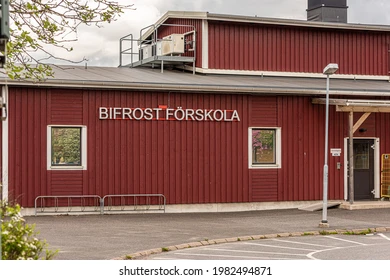 BIFROST FÖRSKOLA
shutterstock.com · 1982494871